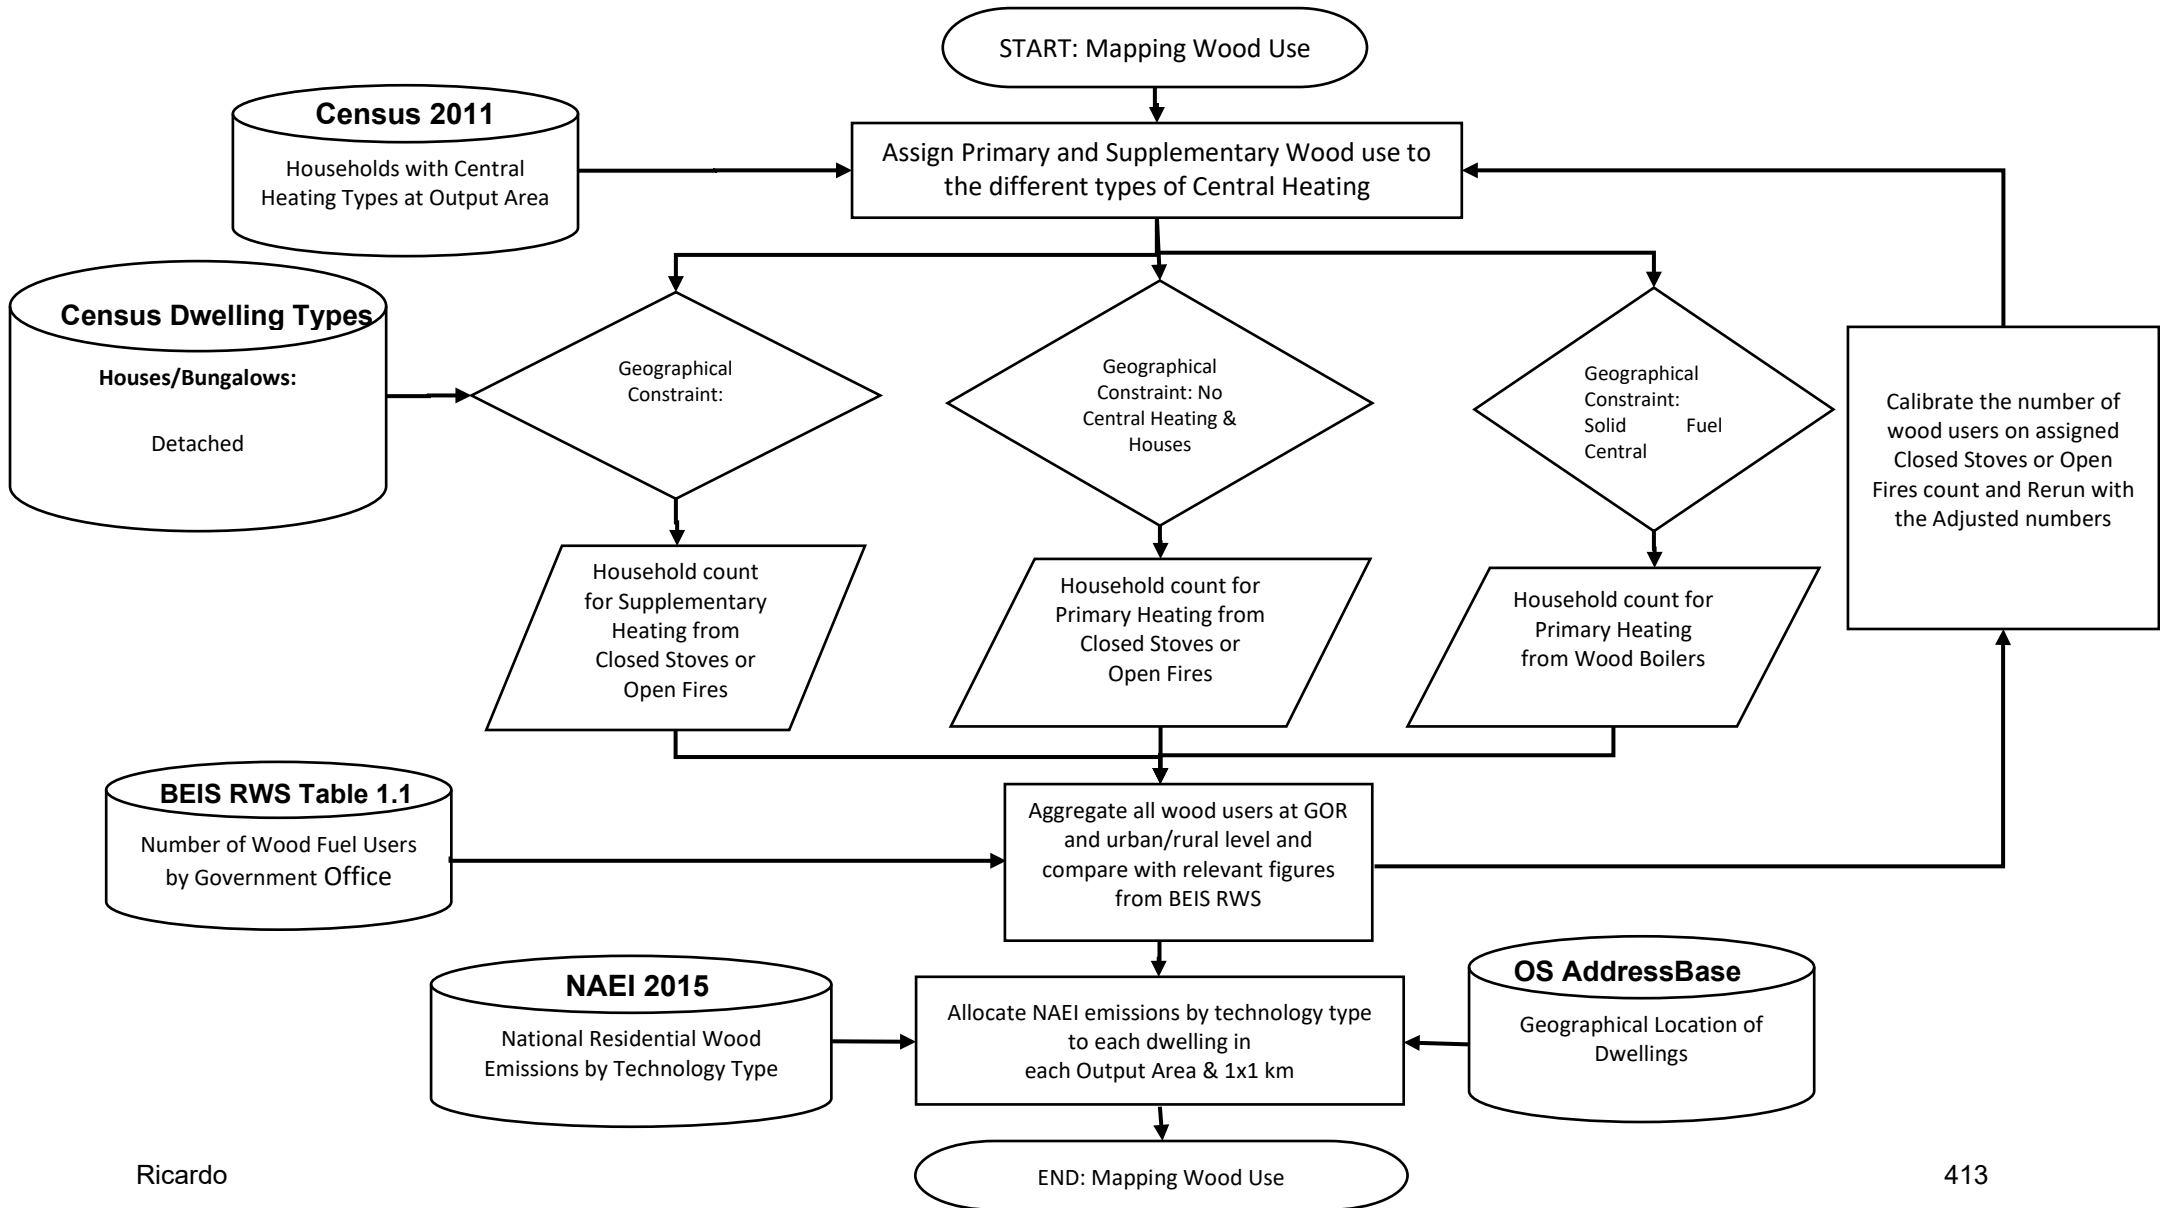 START: Mapping Wood Use
Census 2011
Households with Central
Heating Types at Output Area
Assign Primary and Supplementary Wood use to
the different types of Central Heating
Census Dwelling Types
Houses/Bungalows:
Detached
Geographical
Constraint:
Geographical
Constraint: No
Central Heating &
Houses
Geographical
Constraint:
Solid Fuel
Central
Calibrate the number of
wood users on assigned
Closed Stoves or Open
Fires count and Rerun with
the Adjusted numbers
Household count
for Supplementary
Heating from
Closed Stoves or
Open Fires
Household count for
Primary Heating from
Closed Stoves or
Open Fires
Household count for
Primary Heating
from Wood Boilers
BEIS RWS Table 1.1
Number of Wood Fuel Users
by Government Office
Aggregate all wood users at GOR
and urban/rural level and
compare with relevant figures
from BEIS RWS
NAEI 2015
National Residential Wood
Emissions by Technology Type
Allocate NAEI emissions by technology type
to each dwelling in
each Output Area & 1x1 km
OS AddressBase
Geographical Location of
Dwellings
END: Mapping Wood Use
Ricardo
413